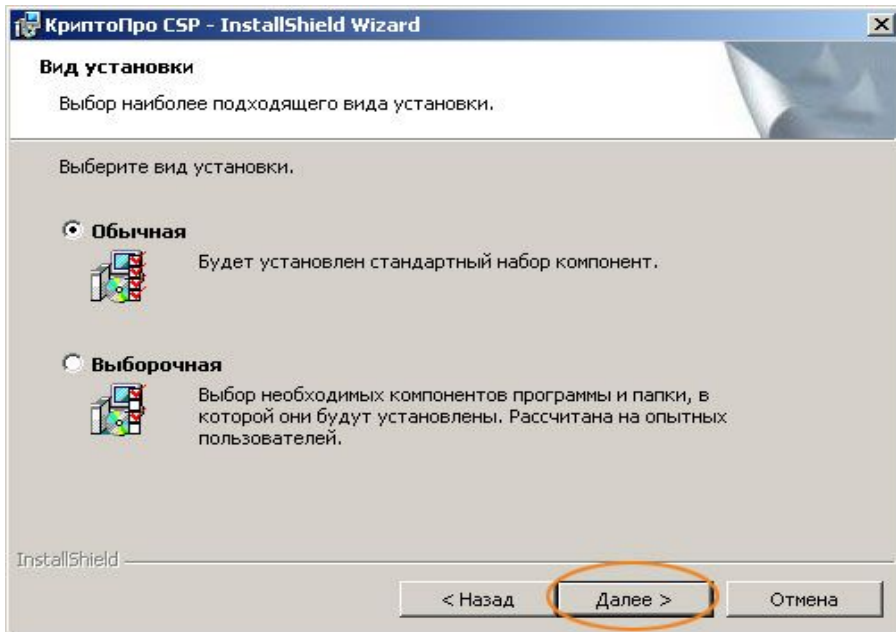 КриптоПро CSP - InstallShield Wizard
Вид установки
Выбор наиболее подходящего вида установки.
Выберите вид установки.
Обычная
Будет установлен стандартный набор компонент.
Выборочная
Выбор необходимых компонентов программы и папки, в
которой они будут установлены. Рассчитана на опытных
пользователей.
InstallShield
< Назад
Далее >
Отмена